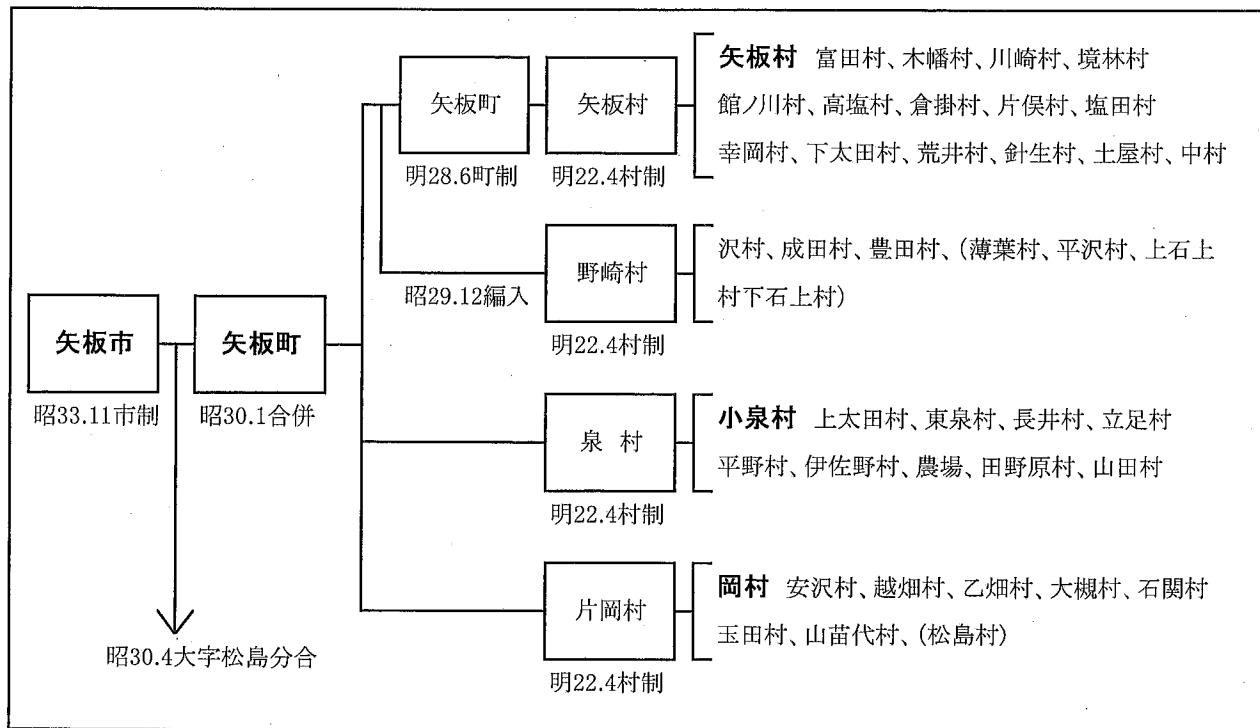 矢板村 富田村、木幡村、川崎村、境林村
館ノ川村、高塩村、倉掛村、片俣村、塩田村
幸岡村、下太田村、荒井村、針生村、土屋村、中村
矢板町
矢板村
明28.6町制
明22.4村制
沢村、成田村、豊田村、(薄葉村、平沢村、上石上
村下石上村)
野崎村
昭29.12編入
明22.4村制
矢板市
矢板町
昭33.11市制
昭30.1合併
小泉村 上太田村、東泉村、長井村、立足村
平野村、伊佐野村、農場、田野原村、山田村
泉 村
明22.4村制
岡村 安沢村、越畑村、乙畑村、大槻村、石関村
玉田村、山苗代村、(松島村)
片岡村
明22.4村制
昭30.4大字松島分合